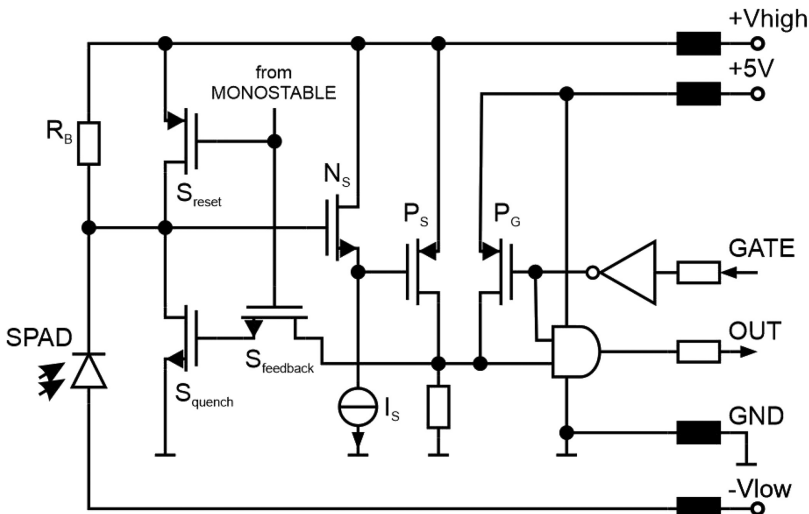 +Vhigh
from
MONOSTABLE
+5V
R_B
S_reset
N_S
P_S
P_G
GATE
SPAD
S_feedback
OUT
S_quench
I_S
GND
-Vlow